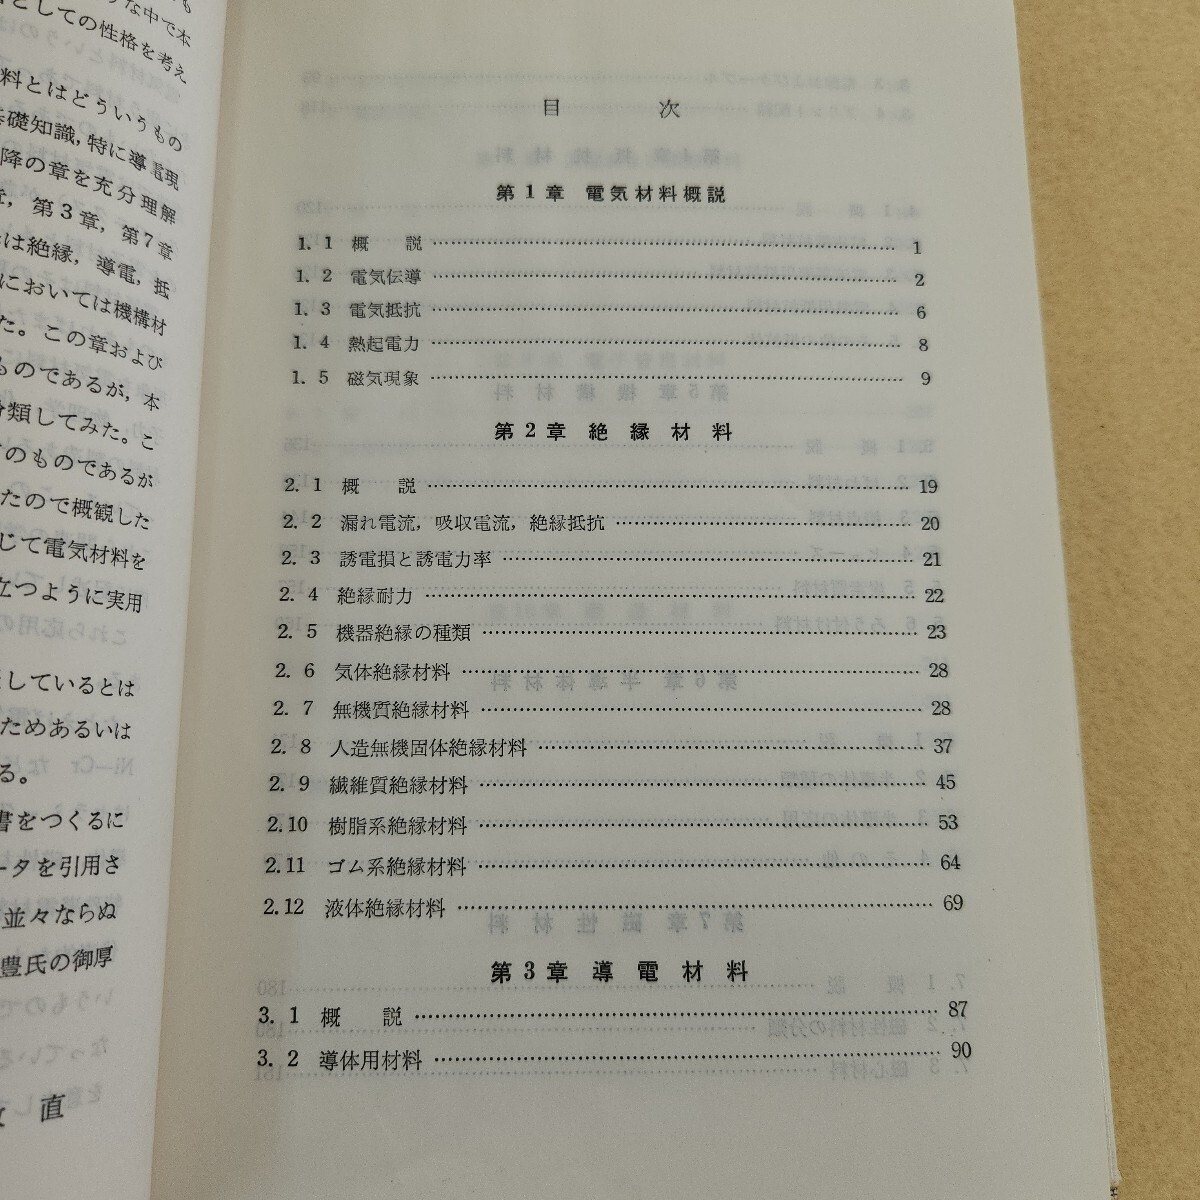 な中で本
としての性格を考え
料とはどういうもの
基礎知識,特に導電現
降の章を充分理解
章,第3章,第7章
は絶縁,導電,抵
においては機構材
た。この章および
ものであるが,本
分類してみた。こ
のものであるが
たので概観した
じて電気材料を
立つように実用
しているとは
ためあるいは
る。
書をつくるに
ータを引用さ
並々ならぬ
豊氏の御厚
直
目 次
第1章 電気材料概説
1. 1 概 説 1
1. 2 電気伝導 2
1. 3 電気抵抗 6
1. 4 熱起電力 8
1. 5 磁気現象 9
第2章 絶縁材料
2. 1 概 説 19
2. 2 漏れ電流,吸収電流,絶縁抵抗 20
2. 3 誘電損と誘電力率 21
2. 4 絶縁耐力 22
2. 5 機器絶縁の種類 23
2. 6 気体絶縁材料 28
2. 7 無機質絶縁材料 28
2. 8 人造無機固体絶縁材料 37
2. 9 繊維質絶縁材料 45
2.10 樹脂系絶縁材料 53
2.11 ゴム系絶縁材料 64
2.12 液体絶縁材料 69
第3章 導電材料
3. 1 概 説 87
3. 2 導体用材料 90